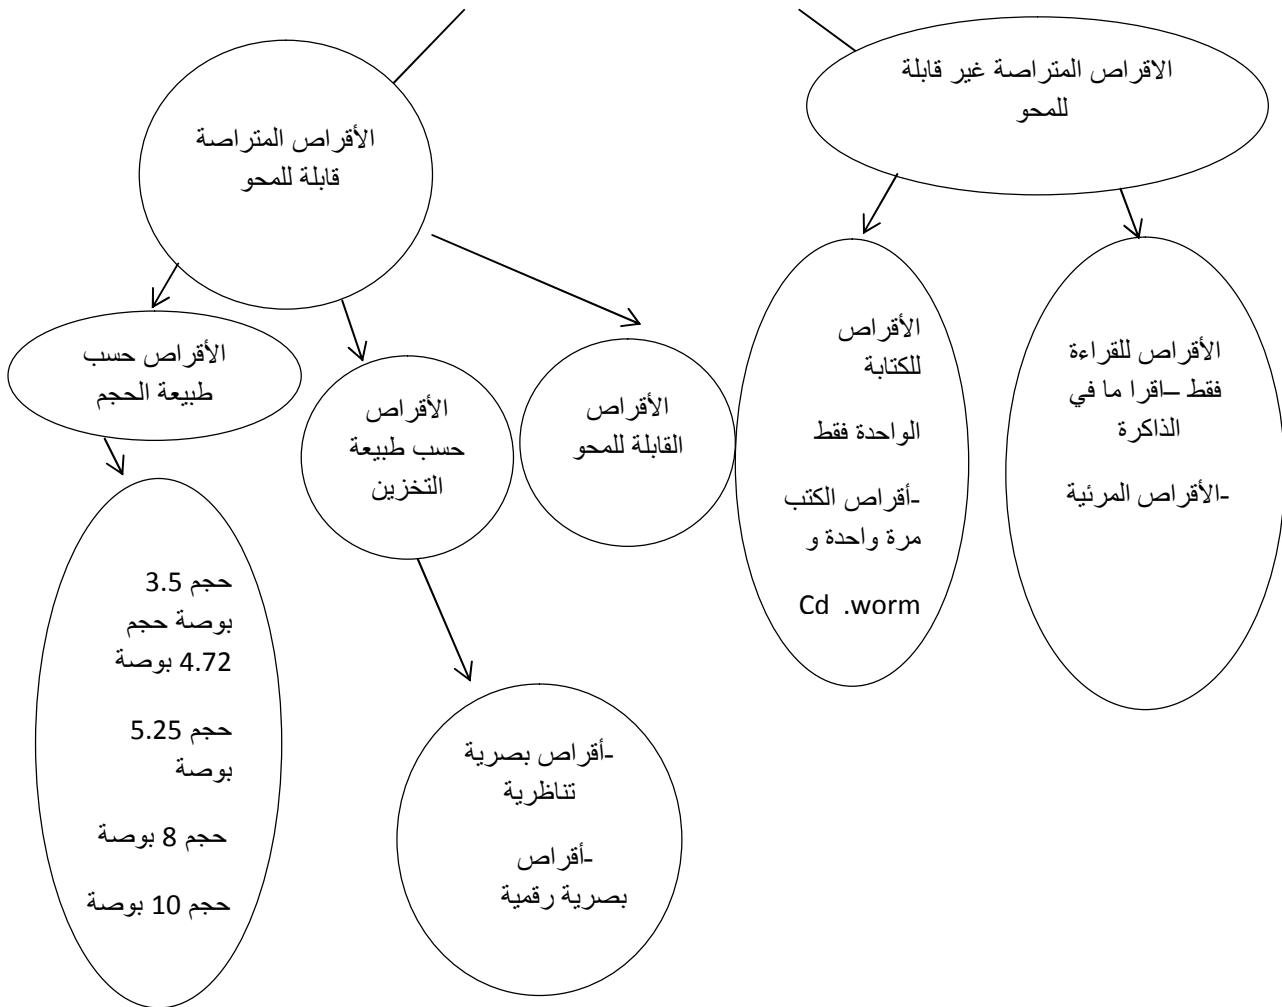 الاقراص المتراصة غير قابلة
للمحو
الأقراص المتراصة
قابلة للمحو
الأقراص
للكتابة
الواحدة فقط
-أقراص الكتب
مرة واحدة و
Cd .worm
الأقراص للقراءة
فقط –اقرا ما في
الذاكرة
-الأقراص المرئية
الأقراص
القابلة للمحو
الأقراص
حسب طبيعة
التخزين
الأقراص حسب
طبيعة الحجم
-أقراص بصرية
تناظرية
-أقراص
بصرية رقمية
حجم 3.5
بوصة حجم
4.72 بوصة
حجم 5.25
بوصة
حجم 8 بوصة
حجم 10 بوصة